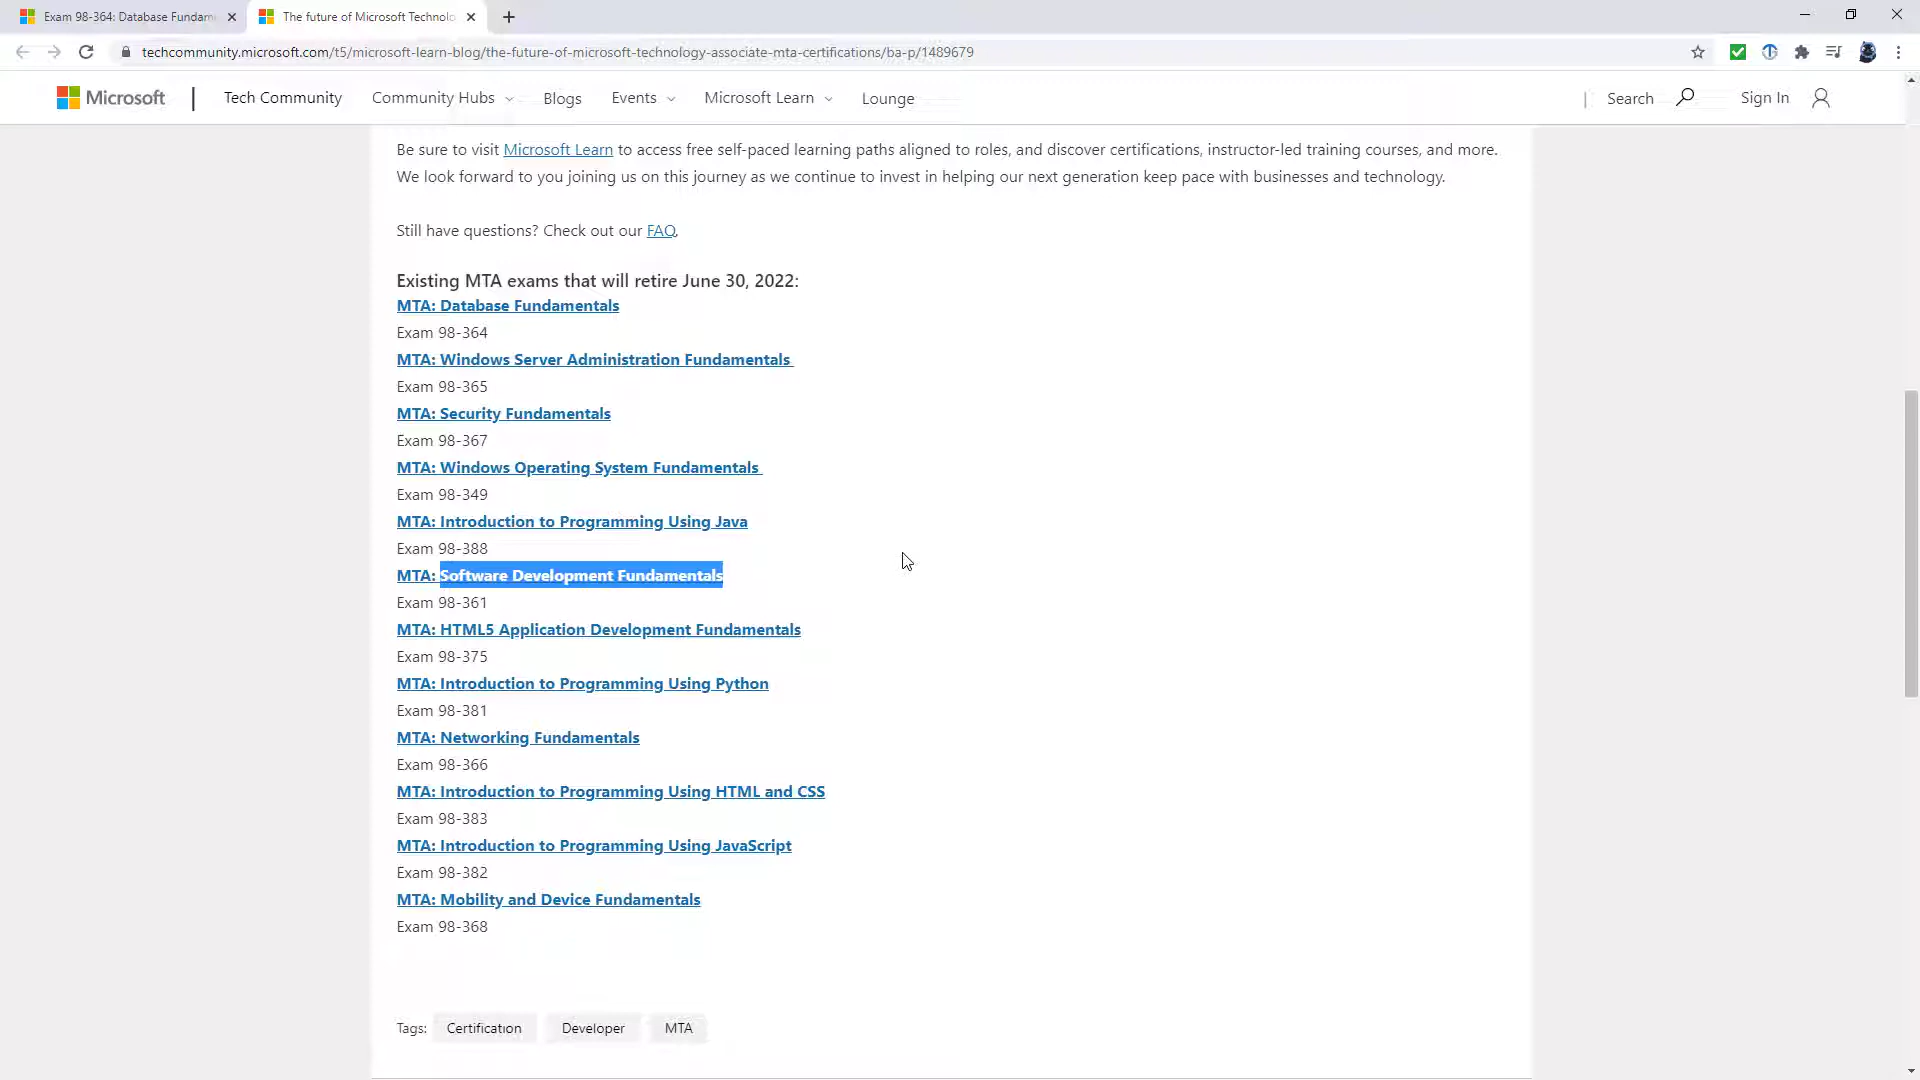 Exam 98-364: Database Fundam
The future of Microsoft Technolo
techcommunity.microsoft.com/t5/microsoft-learn-blog/the-future-of-microsoft-technology-associate-mta-certifications/ba-p/1489679
Microsoft | Tech Community Community Hubs Blogs Events Microsoft Learn Lounge | Search Sign In
Be sure to visit Microsoft Learn to access free self-paced learning paths aligned to roles, and discover certifications, instructor-led training courses, and more.
We look forward to you joining us on this journey as we continue to invest in helping our next generation keep pace with businesses and technology.
Still have questions? Check out our FAQ.
Existing MTA exams that will retire June 30, 2022:
MTA: Database Fundamentals
Exam 98-364
MTA: Windows Server Administration Fundamentals
Exam 98-365
MTA: Security Fundamentals
Exam 98-367
MTA: Windows Operating System Fundamentals
Exam 98-349
MTA: Introduction to Programming Using Java
Exam 98-388
MTA: Software Development Fundamentals
Exam 98-361
MTA: HTML5 Application Development Fundamentals
Exam 98-375
MTA: Introduction to Programming Using Python
Exam 98-381
MTA: Networking Fundamentals
Exam 98-366
MTA: Introduction to Programming Using HTML and CSS
Exam 98-383
MTA: Introduction to Programming Using JavaScript
Exam 98-382
MTA: Mobility and Device Fundamentals
Exam 98-368
Tags: Certification Developer MTA